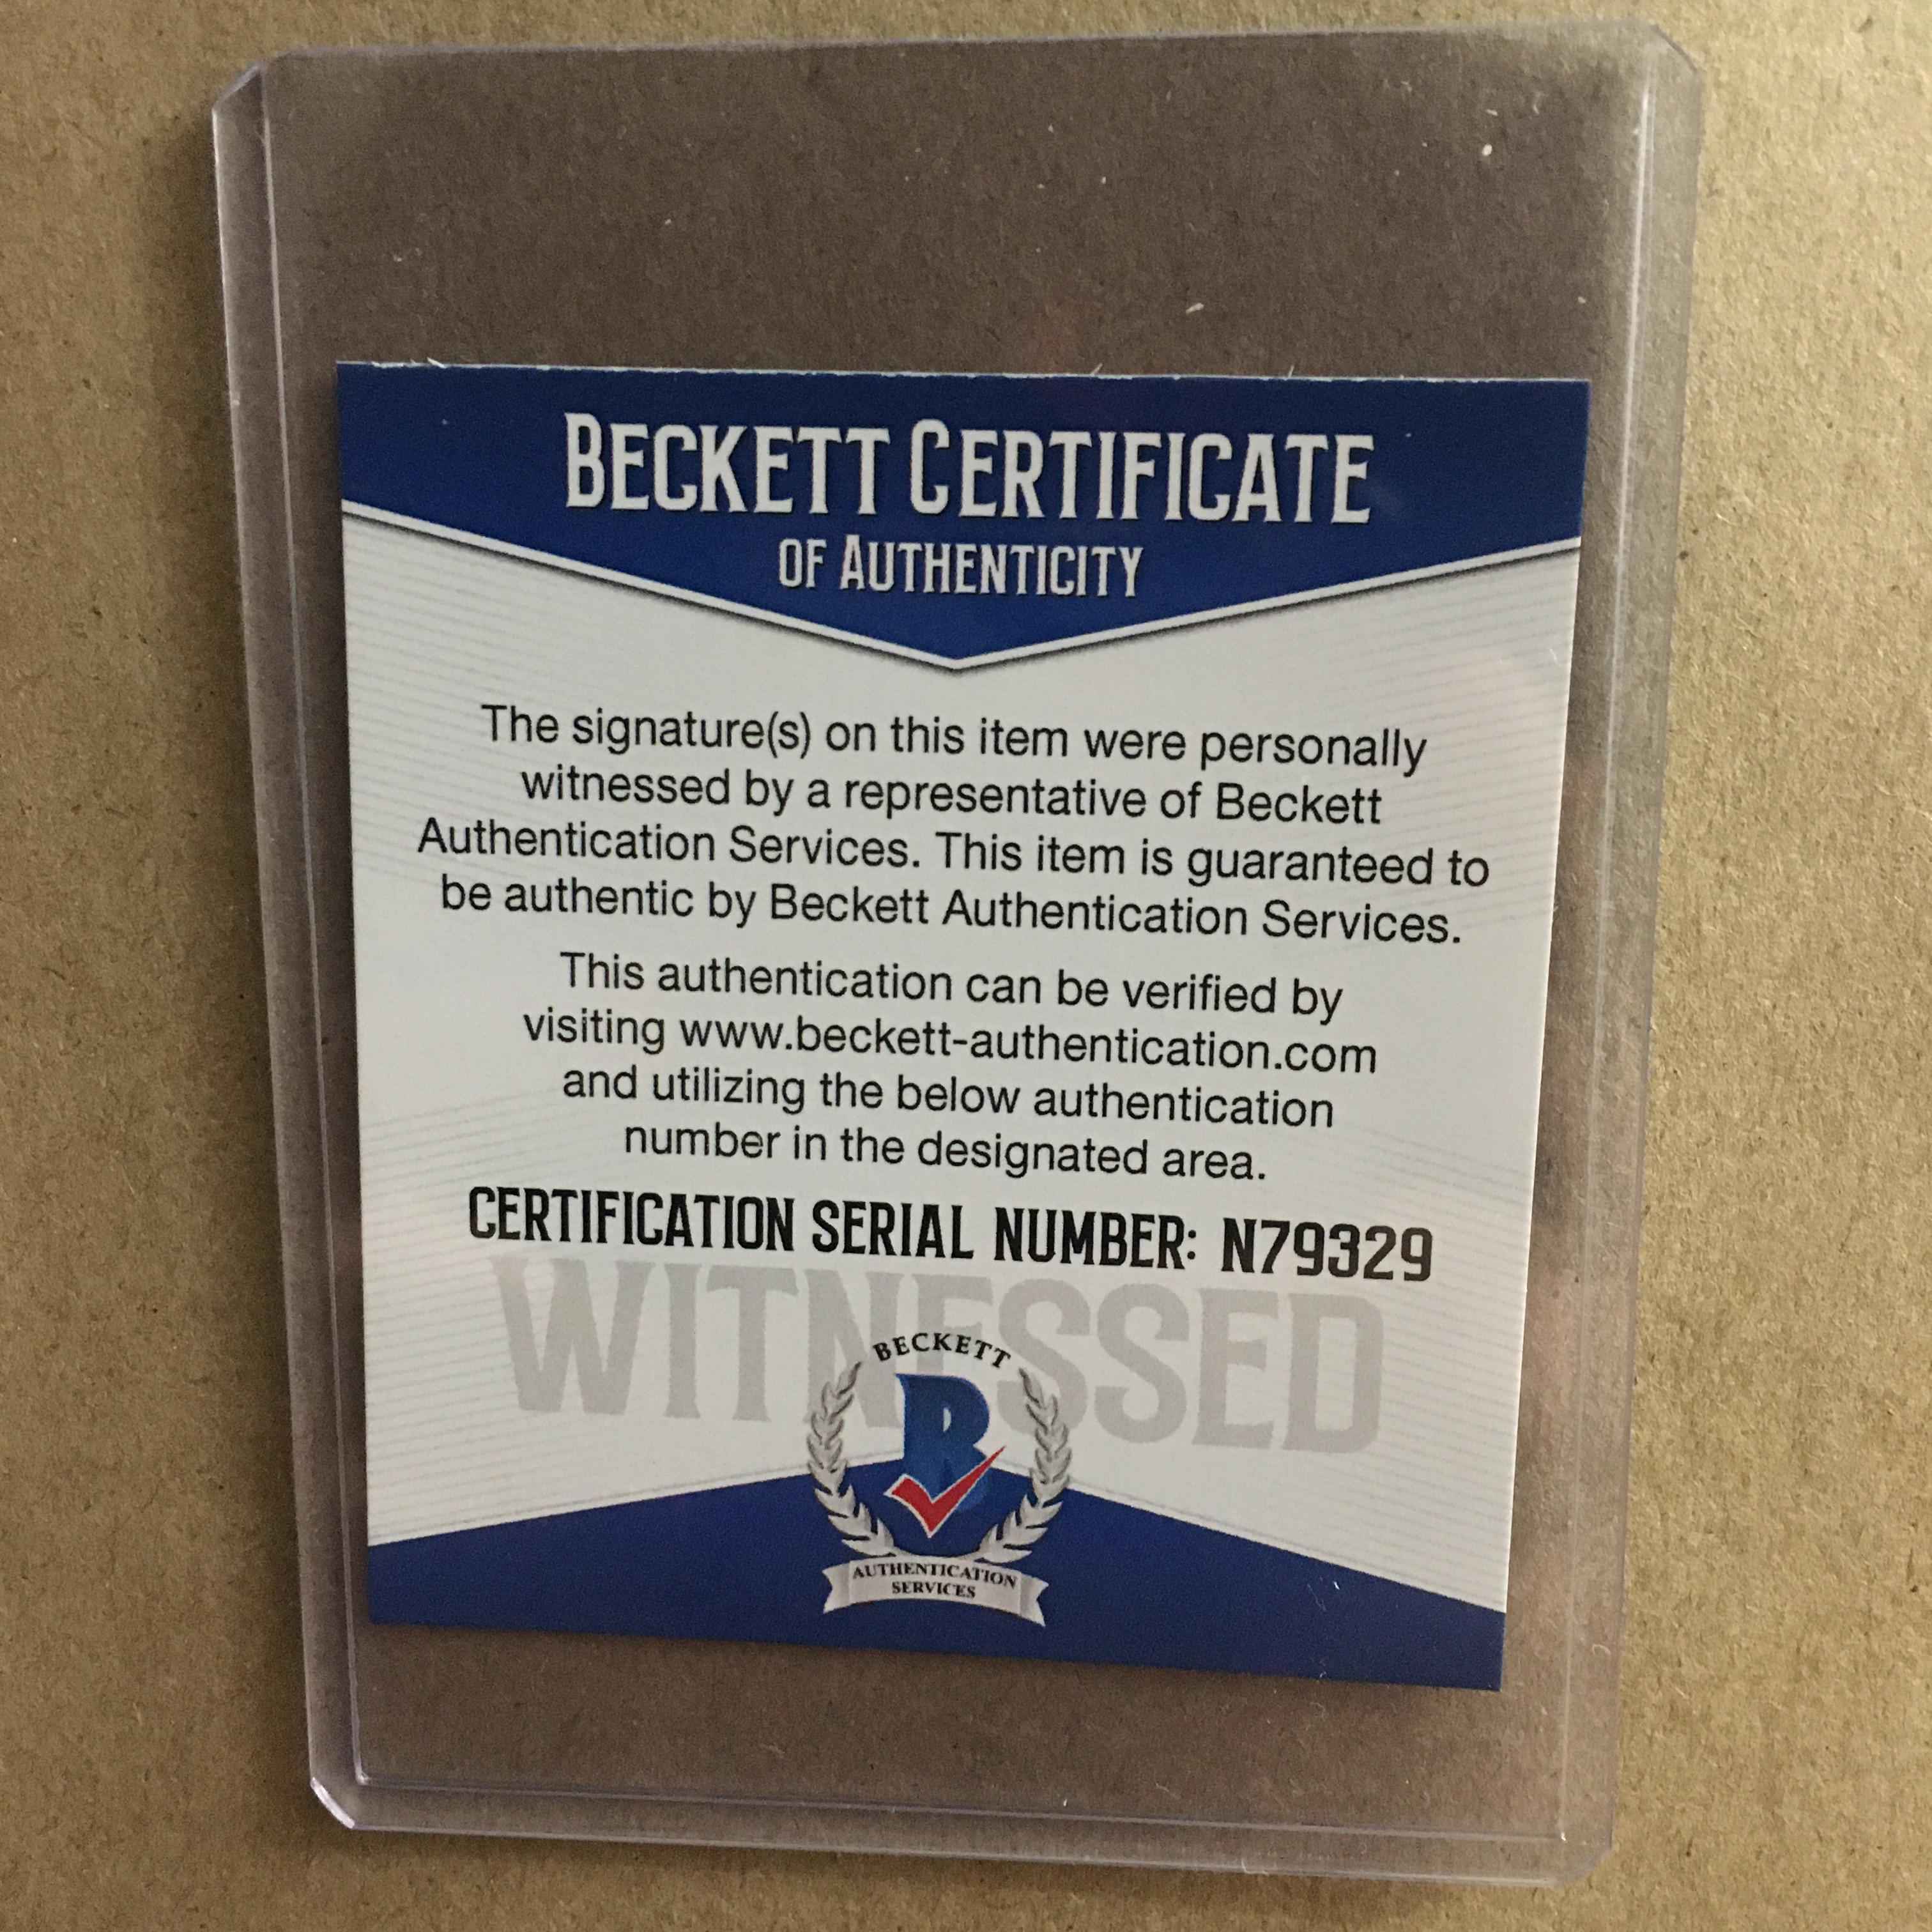 BECKETT CERTIFICATE
OF AUTHENTICITY
The signature(s) on this item were personally
witnessed by a representative of Beckett
Authentication Services. This item is guaranteed to
be authentic by Beckett Authentication Services.
This authentication can be verified by
visiting www.beckett-authentication.com
and utilizing the below authentication
number in the designated area.
CERTIFICATION SERIAL NUMBER: N79329
WITNESSED
BECKETT
B
AUTHENTICATION
SERVICES